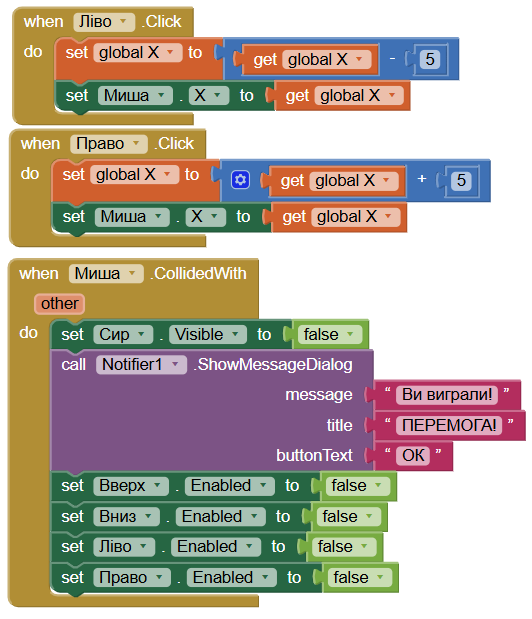 when Ліво .Click
do set global X to get global X - 5
set Миша . X to get global X
when Право .Click
do set global X to get global X + 5
set Миша . X to get global X
when Миша .CollidedWith
other
do set Сир . Visible to false
call Notifier1 .ShowMessageDialog
message “ Ви виграли! ”
title “ ПЕРЕМОГА! ”
buttonText “ ОК ”
set Вверх . Enabled to false
set Вниз . Enabled to false
set Ліво . Enabled to false
set Право . Enabled to false